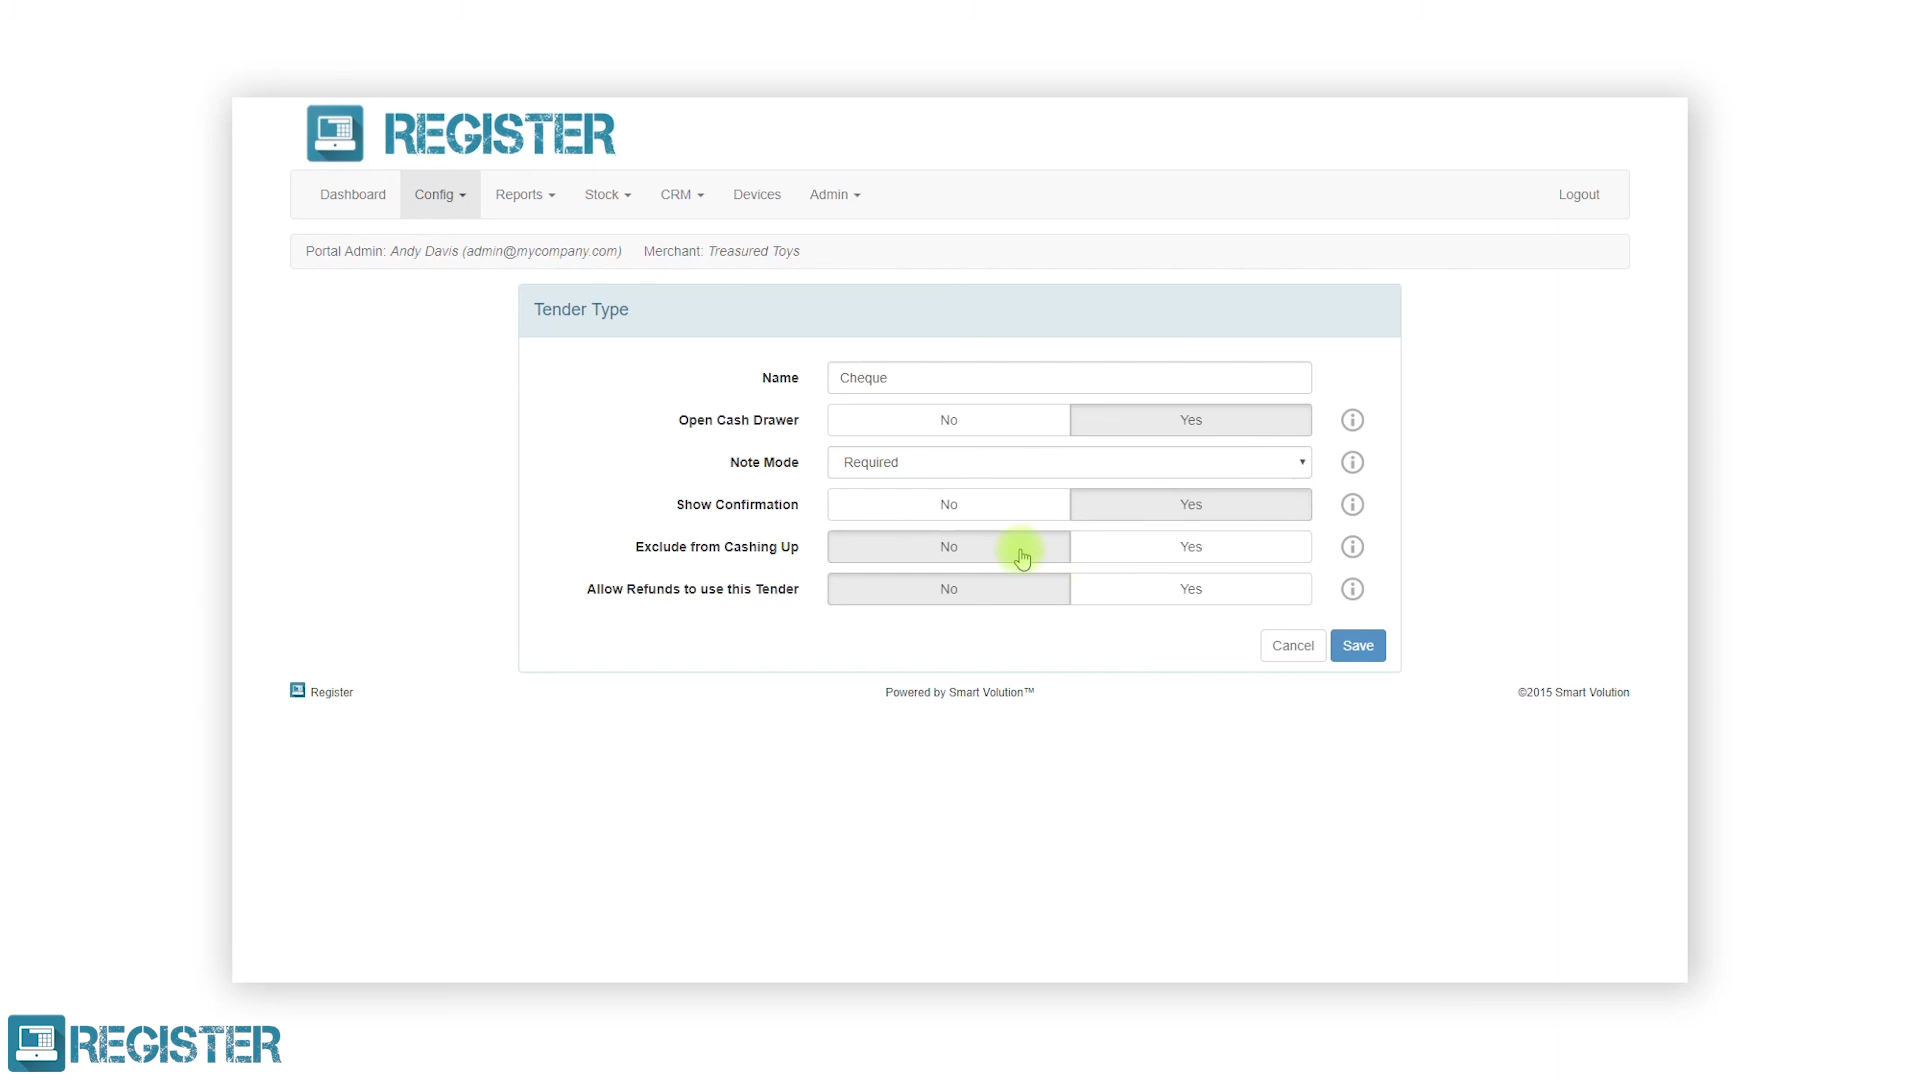 REGISTER
Dashboard Config Reports Stock CRM Devices Admin Logout
Portal Admin: Andy Davis (admin@mycompany.com) Merchant: Treasured Toys
Tender Type
Name Cheque
Open Cash Drawer No Yes
Note Mode Required
Show Confirmation No Yes
Exclude from Cashing Up No Yes
Allow Refunds to use this Tender No Yes
Cancel Save
Register Powered by Smart Volution™ ©2015 Smart Volution
REGISTER